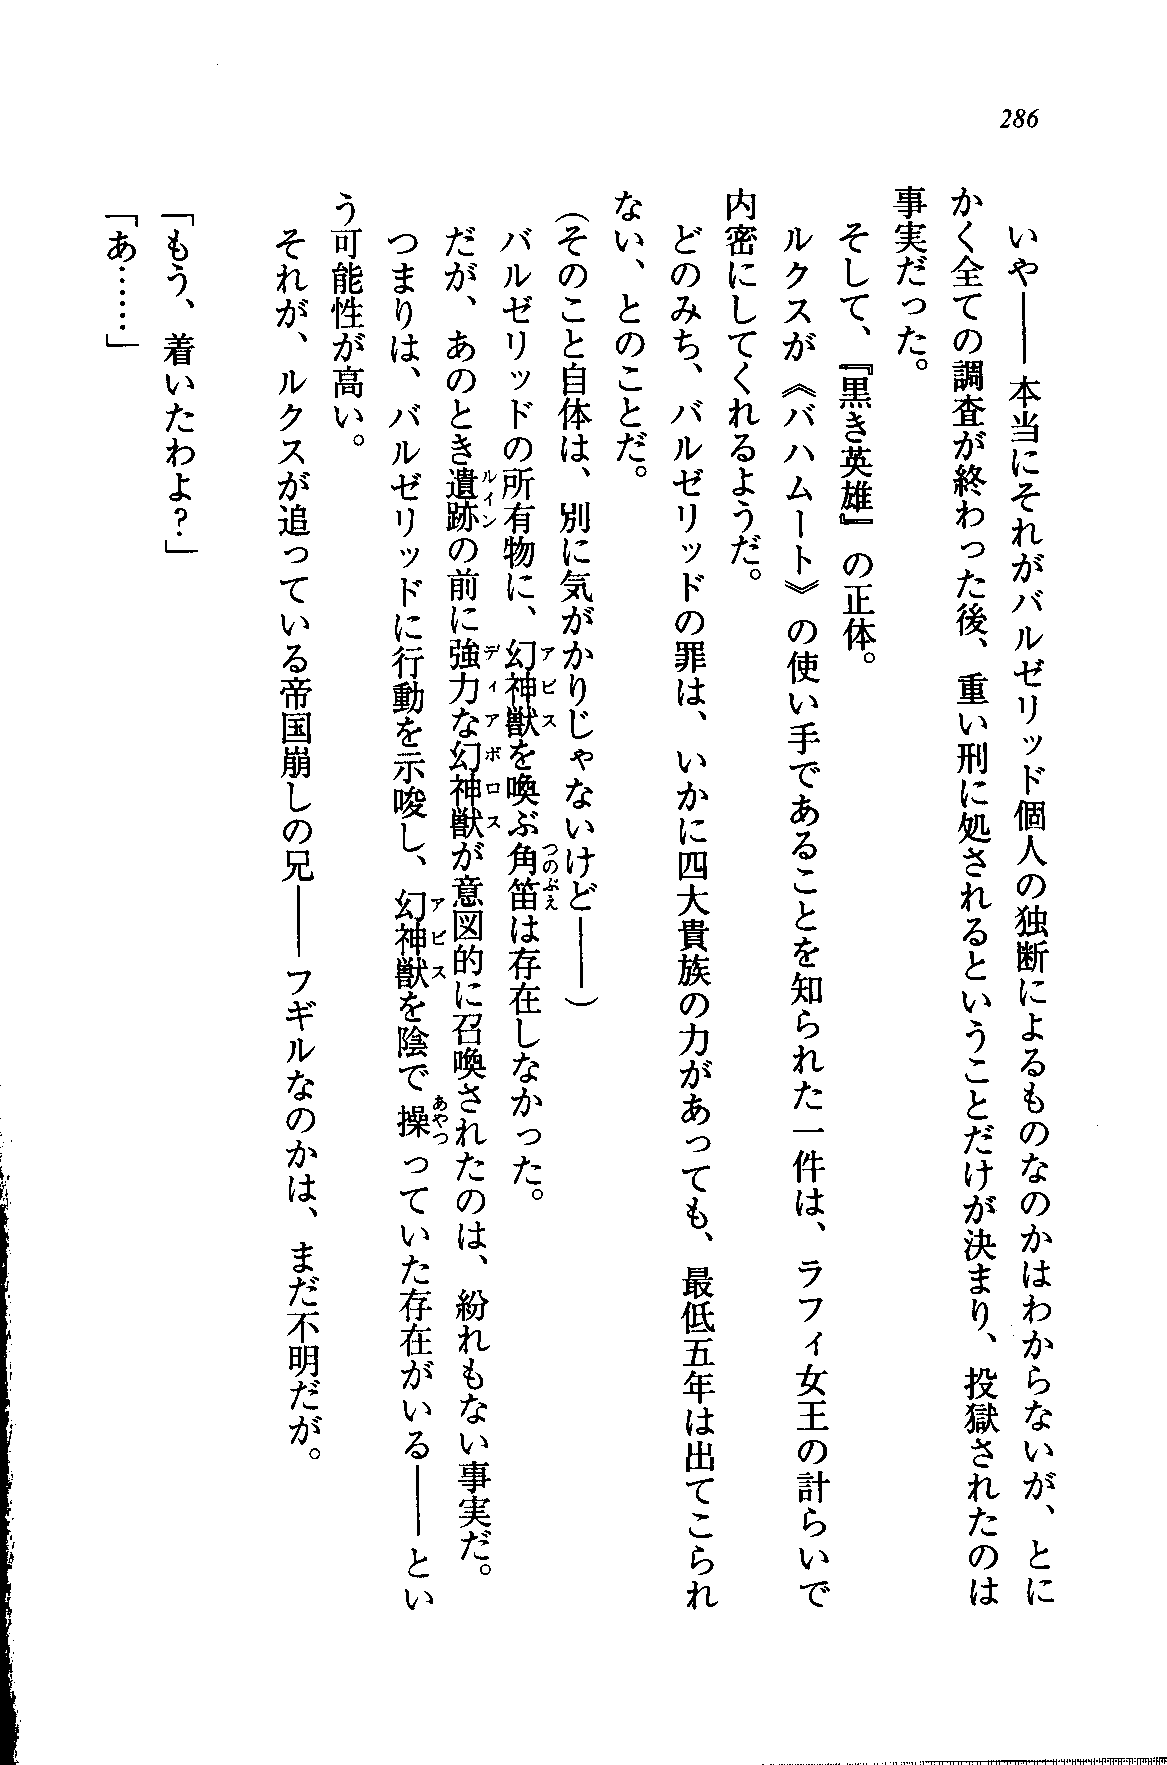 286
いや――本当にそれがバルゼリッド個人の独断によるものなのかはわからないが、とに
かく全ての調査が終わった後、重い刑に処されるということだけが決まり、投獄されたのは
事実だった。
そして、『黒き英雄』の正体。
ルクスが《バハムート》の使い手であることを知られた一件は、ラフィ女王の計らいで
内密にしてくれるようだ。
どのみち、バルゼリッドの罪は、いかに四大貴族の力があっても、最低五年は出てこられ
ない、とのことだ。
（そのこと自体は、別に気がかりじゃないけど――）
バルゼリッドの所有物に、幻神獣を喚ぶ角笛は存在しなかった。
アビス
つのぶえ
だが、あのとき遺跡の前に強力な幻神獣が意図的に召喚されたのは、紛れもない事実だ。
ルイン
ディアボロス
つまりは、バルゼリッドに行動を示唆し、幻神獣を陰で操っていた存在がいる――とい
アビス
あやつ
う可能性が高い。
それが、ルクスが追っている帝国崩しの兄――フギルなのかは、まだ不明だが。
「もう、着いたわよ？」
「あ……」